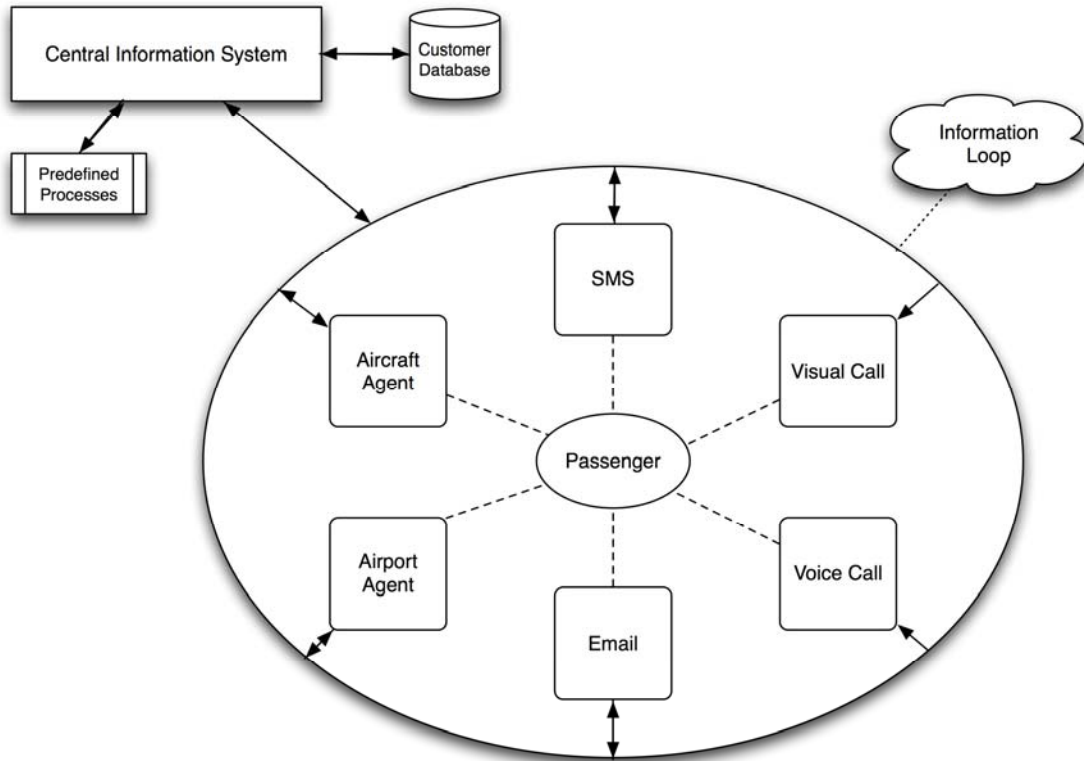 Central Information System
Customer
Database
Predefined
Processes
Information
Loop
SMS
Aircraft
Agent
Visual Call
Passenger
Airport
Agent
Voice Call
Email